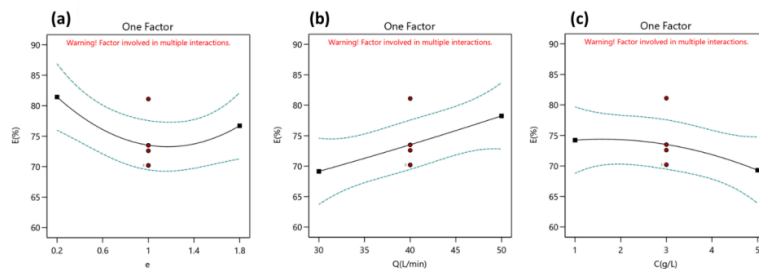 (a)
One Factor
Warning! Factor involved in multiple interactions.
90
85
80
75
70
65
60
E(%)
0.2
0.6
1
1.4
1.8
e
(b)
One Factor
Warning! Factor involved in multiple interactions.
90
85
80
75
70
65
60
E(%)
30
35
40
45
50
Q(L/min)
(c)
One Factor
Warning! Factor involved in multiple interactions.
90
85
80
75
70
65
60
E(%)
1
2
3
4
5
C(g/L)